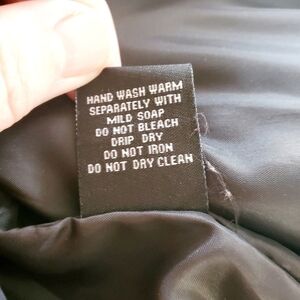 HAND WASH WARM
SEPARATELY WITH
MILD SOAP
DO NOT BLEACH
DRIP DRY
DO NOT IRON
DO NOT DRY CLEAN